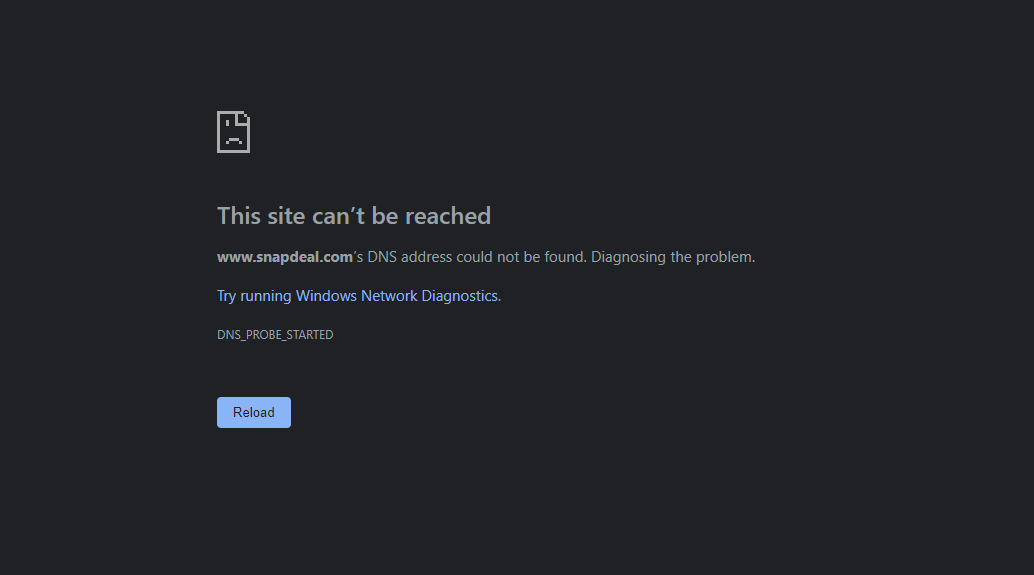 This site can’t be reached
www.snapdeal.com’s DNS address could not be found. Diagnosing the problem.
Try running Windows Network Diagnostics.
DNS_PROBE_STARTED
Reload